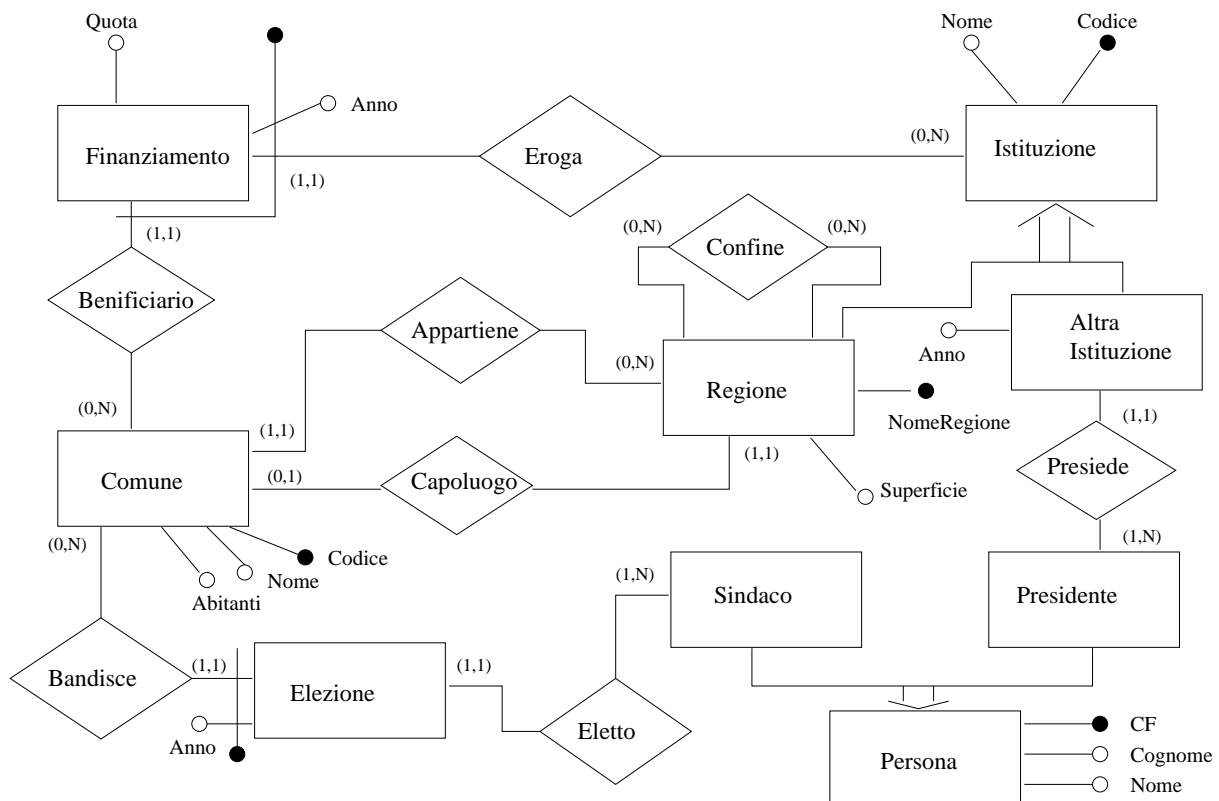 Quota
Nome
Codice
Anno
Finanziamento
(1,1)
Eroga
(0,N)
Istituzione
(1,1)
(0,N)
Confine
(0,N)
Benificiario
Appartiene
(0,N)
Anno
Altra
Istituzione
Regione
NomeRegione
(0,N)
(1,1)
(1,1)
(1,1)
Comune
(0,1)
Capoluogo
Superficie
Presiede
(0,N)
Codice
Nome
Abitanti
(1,N)
Sindaco
(1,N)
Presidente
Bandisce
(1,1)
Elezione
(1,1)
Anno
Eletto
Persona
CF
Cognome
Nome